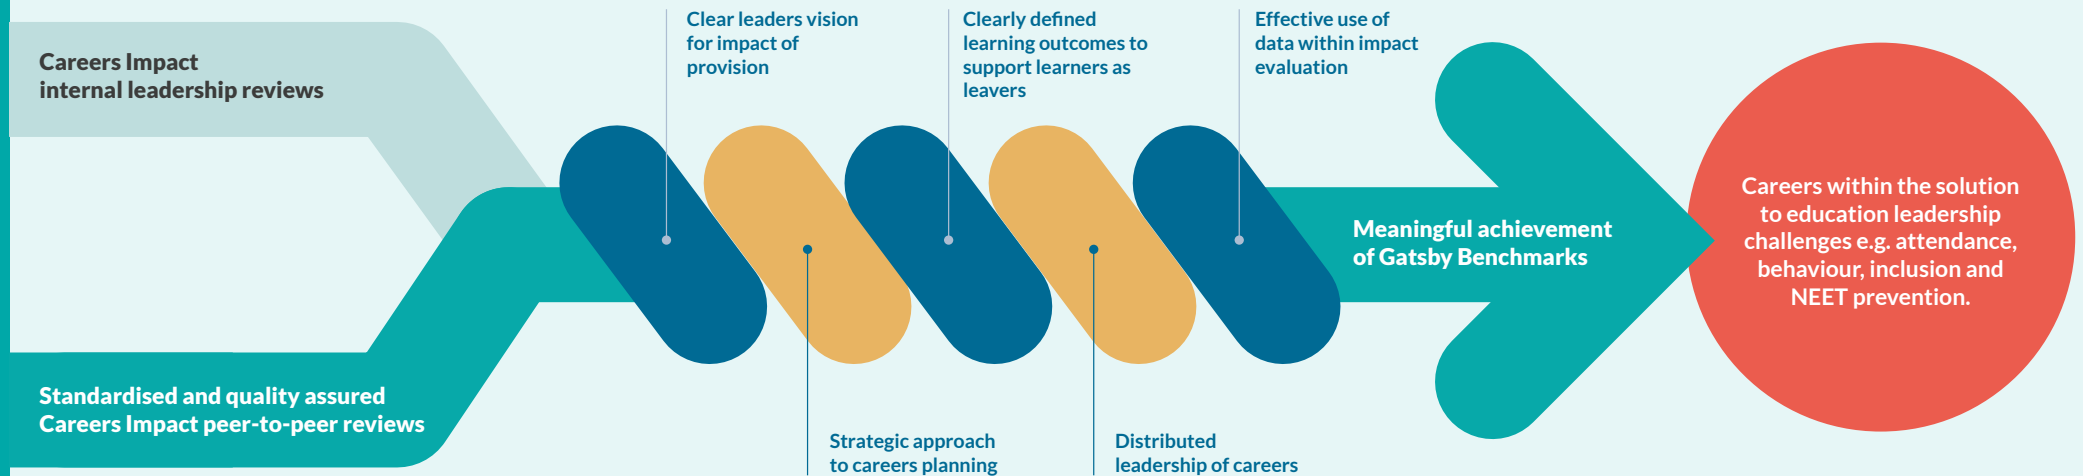 Careers Impact
internal leadership reviews
Standardised and quality assured
Careers Impact peer-to-peer reviews
Clear leaders vision
for impact of
provision
Strategic approach
to careers planning
Clearly defined
learning outcomes to
support learners as
leavers
Distributed
leadership of careers
Effective use of
data within impact
evaluation
Meaningful achievement
of Gatsby Benchmarks
Careers within the solution
to education leadership
challenges e.g. attendance,
behaviour, inclusion and
NEET prevention.